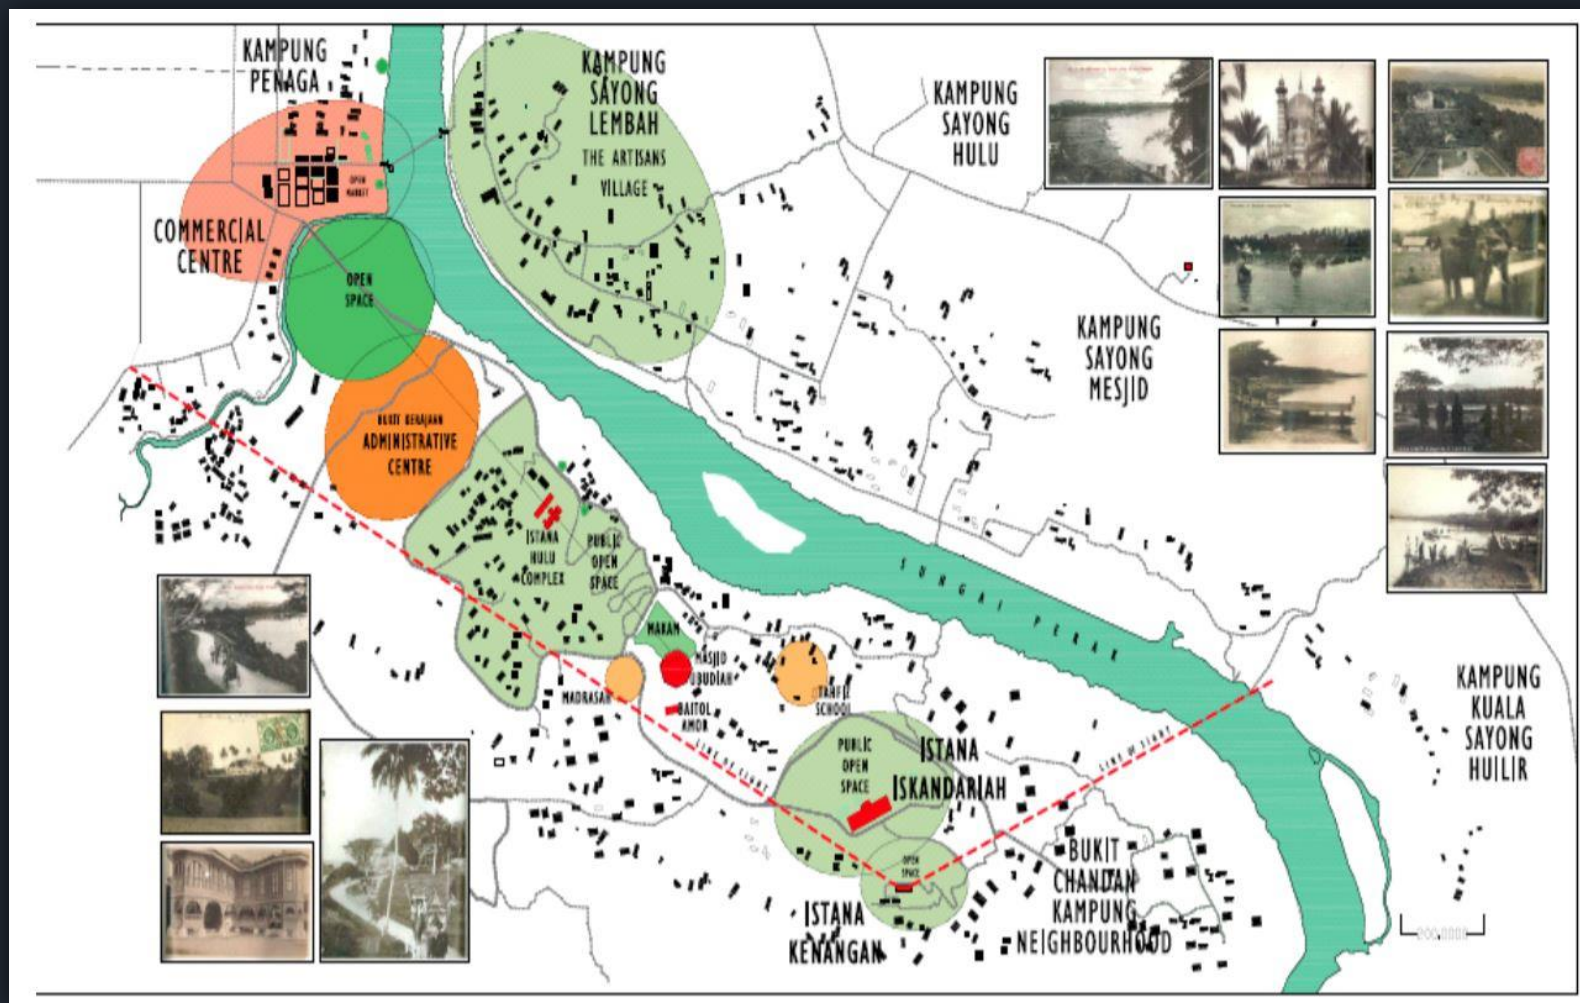 KAMPUNG
PENAGA
KAMPUNG
SAYONG
LEMBAH
THE ARTISANS
VILLAGE
KAMPUNG
SAYONG
HULU
OPEN
MARKET
COMMERCIAL
CENTRE
OPEN
SPACE
KAMPUNG
SAYONG
MESJID
BUKIT KERAJAAN
ADMINISTRATIVE
CENTRE
ISTANA
HULU
COMPLEX
PUBLIC
OPEN
SPACE
SUNGAI PERAK
MAKAM
MASJID
UBUDIAH
MADRASAH
BAITOL
AMOR
TAHFIZ
SCHOOL
KAMPUNG
KUALA
SAYONG
HUILIR
LINE OF SIGHT
PUBLIC
OPEN
SPACE
ISTANA
ISKANDARIAH
LINE OF SIGHT
OPEN
SPACE
BUKIT
CHANDAN
KAMPUNG
NEIGHBOURHOOD
ISTANA
KENANGAN